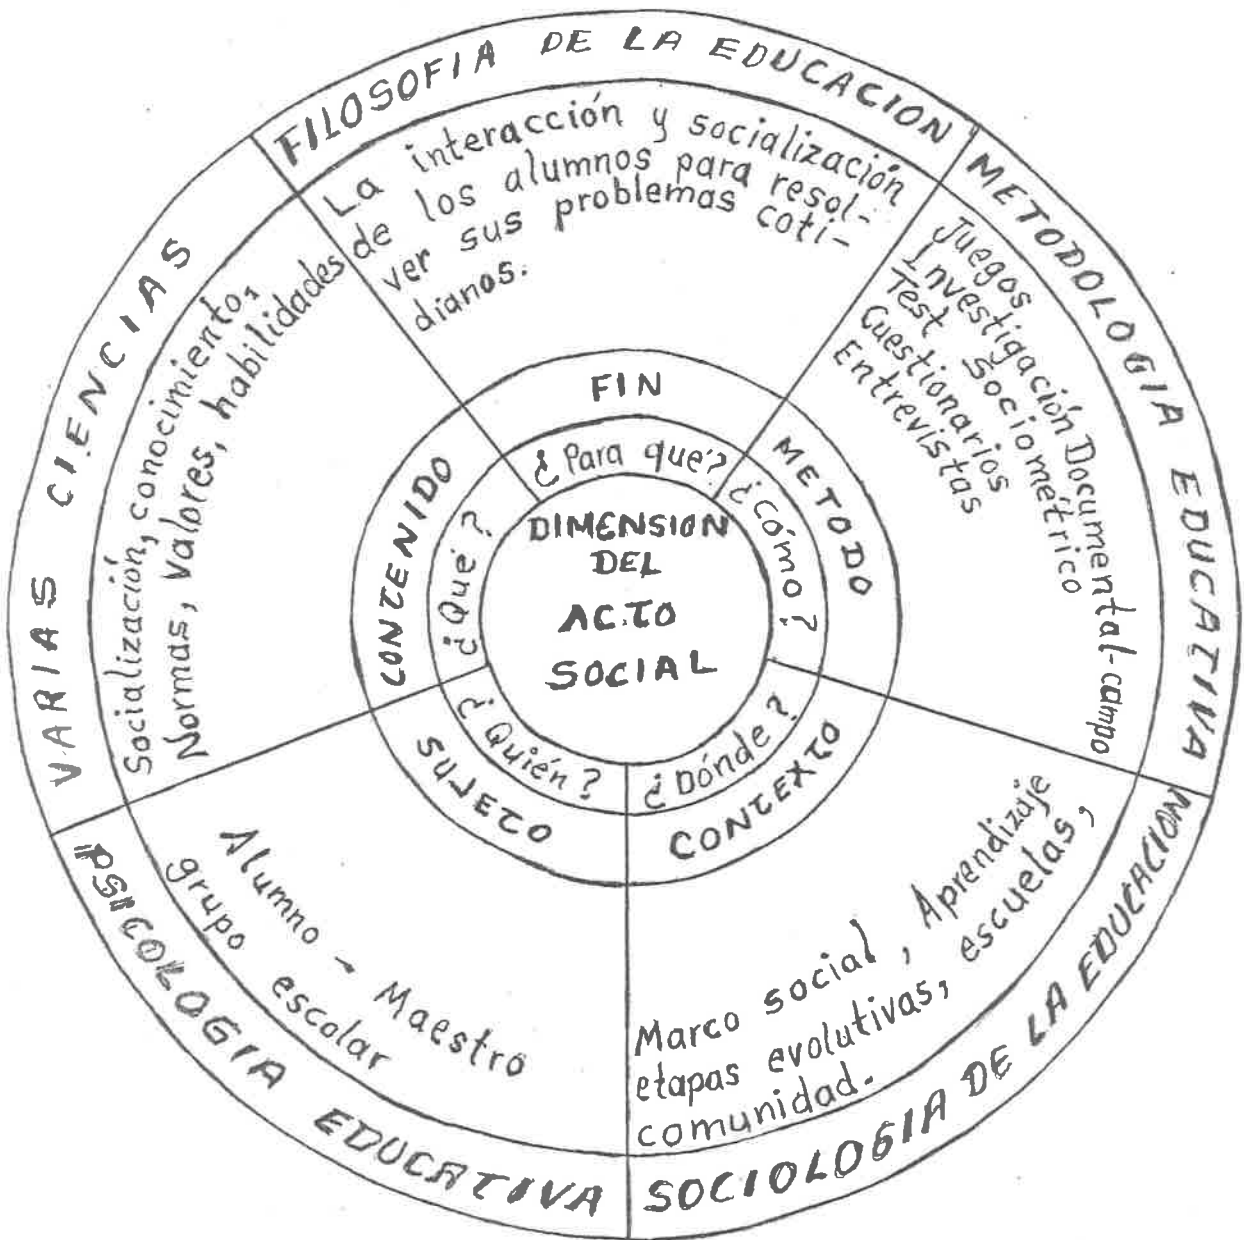 DIMENSION
DEL
ACTO
SOCIAL
¿Para qué?
FIN
La interacción y socialización
de los alumnos para resol-
ver sus problemas coti-
dianos.
FILOSOFIA DE LA EDUCACION
¿Cómo?
METODO
Juegos
Investigación Documental-campo
Test Sociométrico
Cuestionarios
Entrevistas
METODOLOGIA EDUCATIVA
¿Dónde?
CONTEXTO
Marco social, Aprendizaje
etapas evolutivas, escuelas,
comunidad.
SOCIOLOGIA DE LA EDUCACION
¿Quién?
SUJETO
Alumno - Maestro
grupo escolar
PSICOLOGIA EDUCATIVA
¿Qué?
CONTENIDO
Socialización, conocimiento,
Normas, Valores, habilidades
VARIAS CIENCIAS